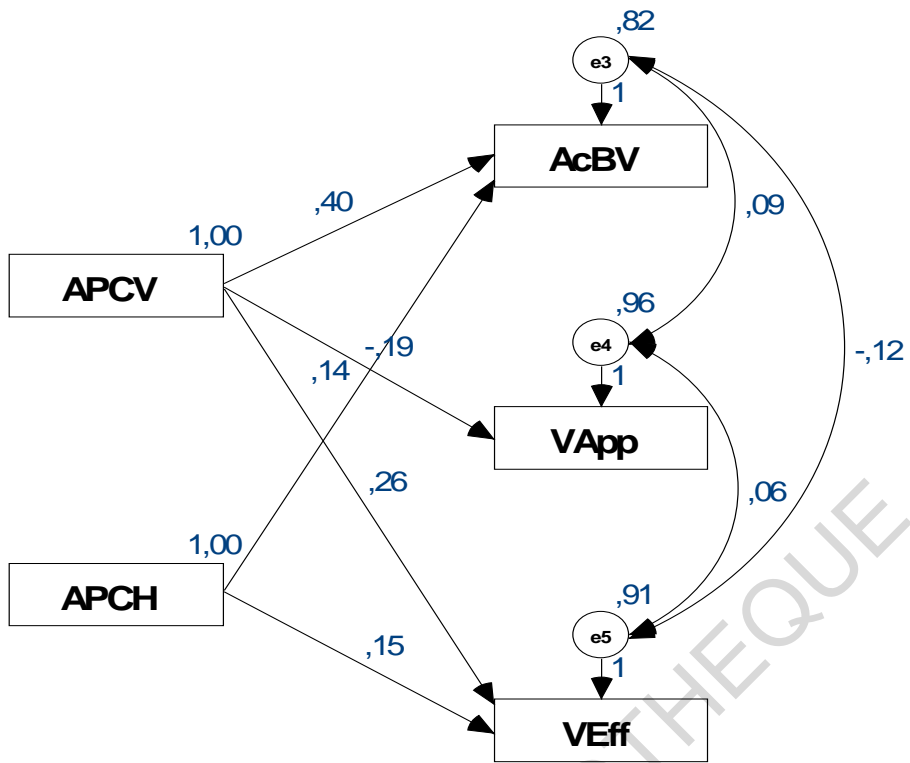 ,82
e3
1
AcBV
,40
,09
1,00
APCV
,96
e4
-,12
,14
-,19
1
VApp
,26
,06
1,00
APCH
,91
e5
,15
1
VEff
THEQUE